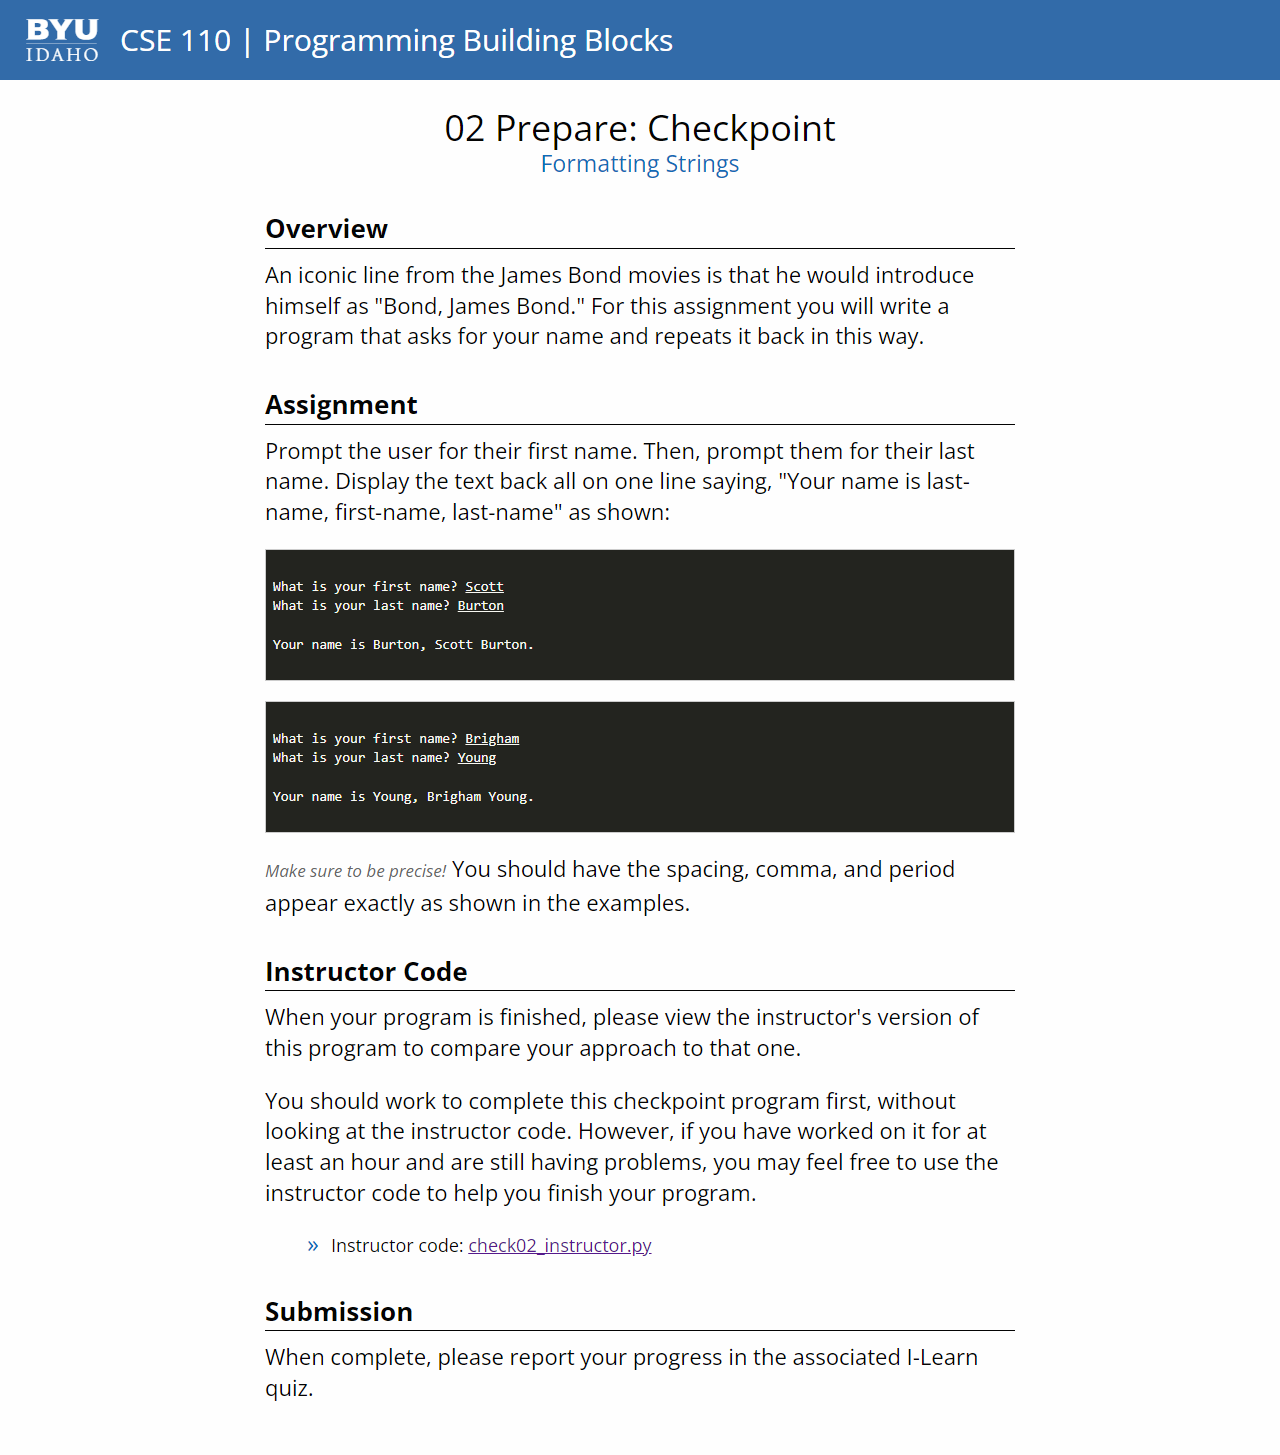 BYU
IDAHO
CSE 110 | Programming Building Blocks
02 Prepare: Checkpoint
Formatting Strings
Overview
An iconic line from the James Bond movies is that he would introduce
himself as "Bond, James Bond." For this assignment you will write a
program that asks for your name and repeats it back in this way.
Assignment
Prompt the user for their first name. Then, prompt them for their last
name. Display the text back all on one line saying, "Your name is last-
name, first-name, last-name" as shown:
What is your first name? Scott
What is your last name? Burton
Your name is Burton, Scott Burton.
What is your first name? Brigham
What is your last name? Young
Your name is Young, Brigham Young.
Make sure to be precise! You should have the spacing, comma, and period
appear exactly as shown in the examples.
Instructor Code
When your program is finished, please view the instructor's version of
this program to compare your approach to that one.
You should work to complete this checkpoint program first, without
looking at the instructor code. However, if you have worked on it for at
least an hour and are still having problems, you may feel free to use the
instructor code to help you finish your program.
» Instructor code: check02_instructor.py
Submission
When complete, please report your progress in the associated I-Learn
quiz.